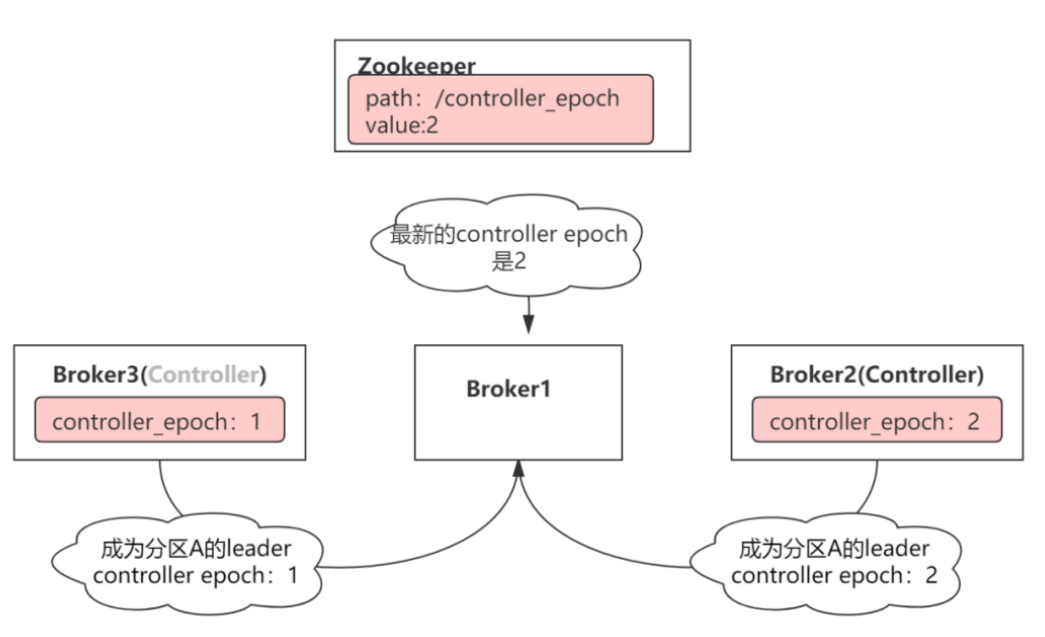 Zookeeper
path：/controller_epoch
value:2
最新的controller epoch
是2
Broker3(Controller)
controller_epoch：1
Broker1
Broker2(Controller)
controller_epoch：2
成为分区A的leader
controller epoch：1
成为分区A的leader
controller epoch：2